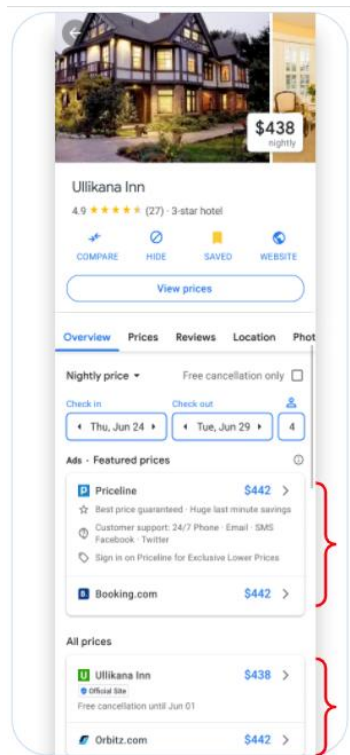 $438
nightly
Ullikana Inn
4.9 (27) · 3-star hotel
COMPARE HIDE SAVED WEBSITE
View prices
Overview Prices Reviews Location Phot
Nightly price Free cancellation only
Check in Check out
Thu, Jun 24 Tue, Jun 29 4
Ads · Featured prices
Priceline $442
Best price guaranteed · Huge last minute savings
Customer support: 24/7 Phone · Email · SMS
Facebook · Twitter
Sign in on Priceline for Exclusive Lower Prices
B. Booking.com $442
All prices
U Ullikana Inn $438
Official Site
Free cancellation until Jun 01
Orbitz.com $442